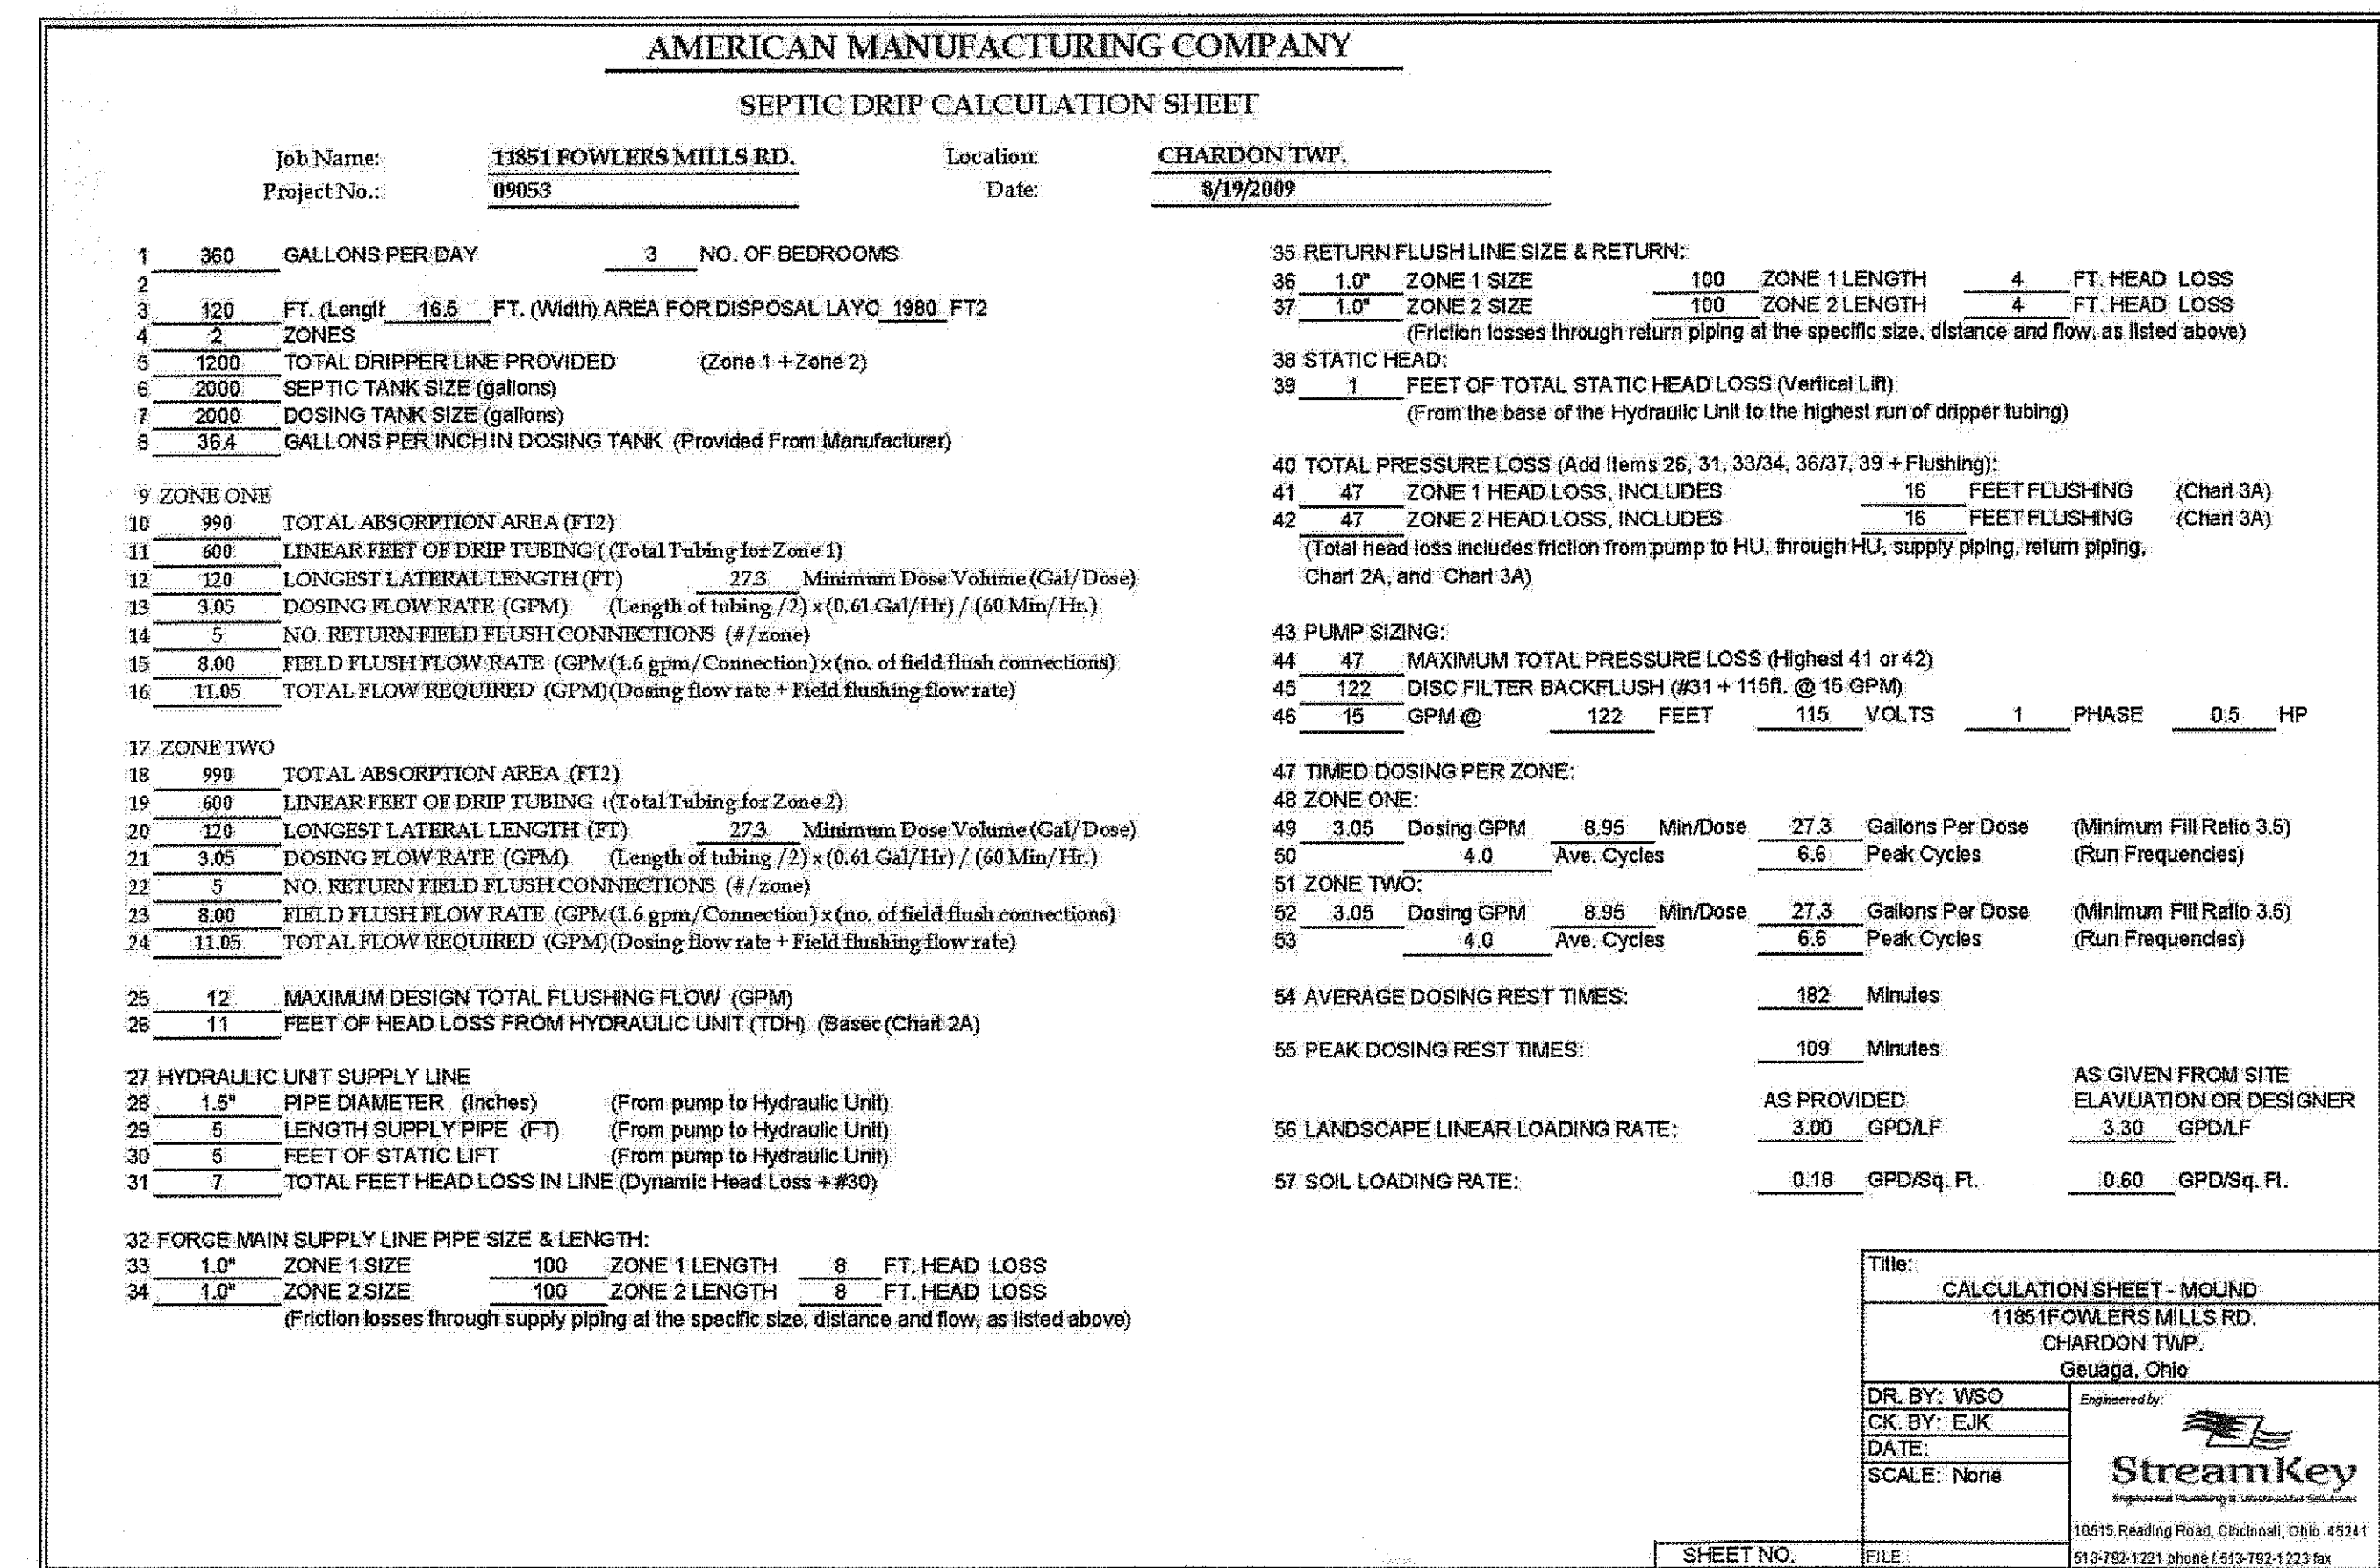 AMERICAN MANUFACTURING COMPANY
SEPTIC DRIP CALCULATION SHEET
Job Name: 11851 FOWLERS MILLS RD. Location: CHARDON TWP.
Project No.: 09053 Date: 8/19/2009
1 360 GALLONS PER DAY 3 NO. OF BEDROOMS
2
3 120 FT. (Length 16.5 FT. (Width) AREA FOR DISPOSAL LAYO 1980 FT2
4 2 ZONES
5 1200 TOTAL DRIPPER LINE PROVIDED (Zone 1 + Zone 2)
6 2000 SEPTIC TANK SIZE (gallons)
7 2000 DOSING TANK SIZE (gallons)
8 36.4 GALLONS PER INCH IN DOSING TANK (Provided From Manufacturer)
9 ZONE ONE
10 990 TOTAL ABSORPTION AREA (FT2)
11 600 LINEAR FEET OF DRIP TUBING ( (Total Tubing for Zone 1)
12 120 LONGEST LATERAL LENGTH (FT) 27.3 Minimum Dose Volume (Gal/Dose)
13 3.05 DOSING FLOW RATE (GPM) (Length of tubing /2) x (0.61 Gal/Hr) / (60 Min/Hr.)
14 5 NO. RETURN FIELD FLUSH CONNECTIONS (#/zone)
15 8.00 FIELD FLUSH FLOW RATE (GPM (1.6 gpm/Connection) x (no. of field flush connections)
16 11.05 TOTAL FLOW REQUIRED (GPM) (Dosing flow rate + Field flushing flow rate)
17 ZONE TWO
18 990 TOTAL ABSORPTION AREA (FT2)
19 600 LINEAR FEET OF DRIP TUBING ( (Total Tubing for Zone 2)
20 120 LONGEST LATERAL LENGTH (FT) 27.3 Minimum Dose Volume (Gal/Dose)
21 3.05 DOSING FLOW RATE (GPM) (Length of tubing /2) x (0.61 Gal/Hr) / (60 Min/Hr.)
22 5 NO. RETURN FIELD FLUSH CONNECTIONS (#/zone)
23 8.00 FIELD FLUSH FLOW RATE (GPM (1.6 gpm/Connection) x (no. of field flush connections)
24 11.05 TOTAL FLOW REQUIRED (GPM) (Dosing flow rate + Field flushing flow rate)
25 12 MAXIMUM DESIGN TOTAL FLUSHING FLOW (GPM)
26 11 FEET OF HEAD LOSS FROM HYDRAULIC UNIT (TDH) (Basec (Chart 2A)
27 HYDRAULIC UNIT SUPPLY LINE
28 1.5" PIPE DIAMETER (Inches) (From pump to Hydraulic Unit)
29 5 LENGTH SUPPLY PIPE (FT) (From pump to Hydraulic Unit)
30 5 FEET OF STATIC LIFT (From pump to Hydraulic Unit)
31 7 TOTAL FEET HEAD LOSS IN LINE (Dynamic Head Loss + #30)
32 FORCE MAIN SUPPLY LINE PIPE SIZE & LENGTH:
33 1.0" ZONE 1 SIZE 100 ZONE 1 LENGTH 8 FT. HEAD LOSS
34 1.0" ZONE 2 SIZE 100 ZONE 2 LENGTH 8 FT. HEAD LOSS
(Friction losses through supply piping at the specific size, distance and flow, as listed above)
35 RETURN FLUSH LINE SIZE & RETURN:
36 1.0" ZONE 1 SIZE 100 ZONE 1 LENGTH 4 FT. HEAD LOSS
37 1.0" ZONE 2 SIZE 100 ZONE 2 LENGTH 4 FT. HEAD LOSS
(Friction losses through return piping at the specific size, distance and flow, as listed above)
38 STATIC HEAD:
39 1 FEET OF TOTAL STATIC HEAD LOSS (Vertical Lift)
(From the base of the Hydraulic Unit to the highest run of dripper tubing)
40 TOTAL PRESSURE LOSS (Add Items 26, 31, 33/34, 36/37, 39 + Flushing):
41 47 ZONE 1 HEAD LOSS, INCLUDES 16 FEET FLUSHING (Chart 3A)
42 47 ZONE 2 HEAD LOSS, INCLUDES 16 FEET FLUSHING (Chart 3A)
(Total head loss includes friction from pump to HU, through HU, supply piping, return piping,
Chart 2A, and Chart 3A)
43 PUMP SIZING:
44 47 MAXIMUM TOTAL PRESSURE LOSS (Highest 41 or 42)
45 122 DISC FILTER BACKFLUSH (#31 + 115ft. @ 15 GPM)
46 15 GPM @ 122 FEET 115 VOLTS 1 PHASE 0.5 HP
47 TIMED DOSING PER ZONE:
48 ZONE ONE:
49 3.05 Dosing GPM 8.95 Min/Dose 27.3 Gallons Per Dose (Minimum Fill Ratio 3.5)
50 4.0 Ave. Cycles 6.6 Peak Cycles (Run Frequencies)
51 ZONE TWO:
52 3.05 Dosing GPM 8.95 Min/Dose 27.3 Gallons Per Dose (Minimum Fill Ratio 3.5)
53 4.0 Ave. Cycles 6.6 Peak Cycles (Run Frequencies)
54 AVERAGE DOSING REST TIMES: 182 Minutes
55 PEAK DOSING REST TIMES: 109 Minutes
AS GIVEN FROM SITE
AS PROVIDED ELAVUATION OR DESIGNER
56 LANDSCAPE LINEAR LOADING RATE: 3.00 GPD/LF 3.30 GPD/LF
57 SOIL LOADING RATE: 0.18 GPD/Sq. Ft. 0.60 GPD/Sq. Ft.
Title:
CALCULATION SHEET - MOUND
11851FOWLERS MILLS RD.
CHARDON TWP.
Geuaga, Ohio
DR. BY: WSO
CK. BY: EJK
DATE:
SCALE: None
Engineered by:
StreamKey
Engineered Plumbing & Wastewater Solutions
10515 Reading Road, Cincinnati, Ohio 45241
513-792-1221 phone / 513-792-1223 fax
SHEET NO. FILE: